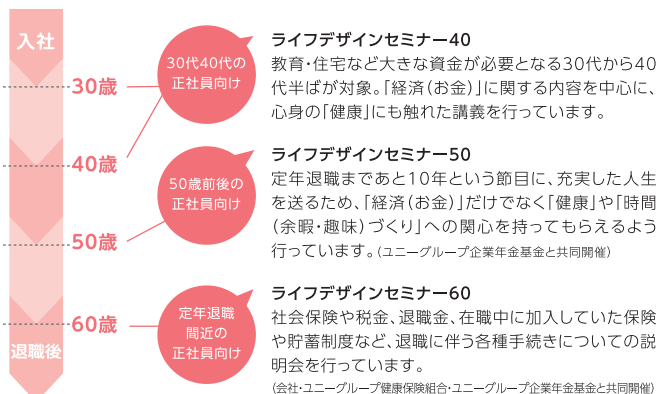 入社
30歳
40歳
50歳
60歳
退職後
30代40代の
正社員向け
ライフデザインセミナー40
教育・住宅など大きな資金が必要となる30代から40
代半ばが対象。「経済（お金）」に関する内容を中心に、
心身の「健康」にも触れた講義を行っています。
50歳前後の
正社員向け
ライフデザインセミナー50
定年退職まであと10年という節目に、充実した人生
を送るため、「経済（お金）」だけでなく「健康」や「時間
（余暇・趣味）づくり」への関心を持ってもらえるよう
行っています。（ユニーグループ企業年金基金と共同開催）
定年退職
間近の
正社員向け
ライフデザインセミナー60
社会保険や税金、退職金、在職中に加入していた保険
や貯蓄制度など、退職に伴う各種手続きについての説
明会を行っています。
（会社・ユニーグループ健康保険組合・ユニーグループ企業年金基金と共同開催）